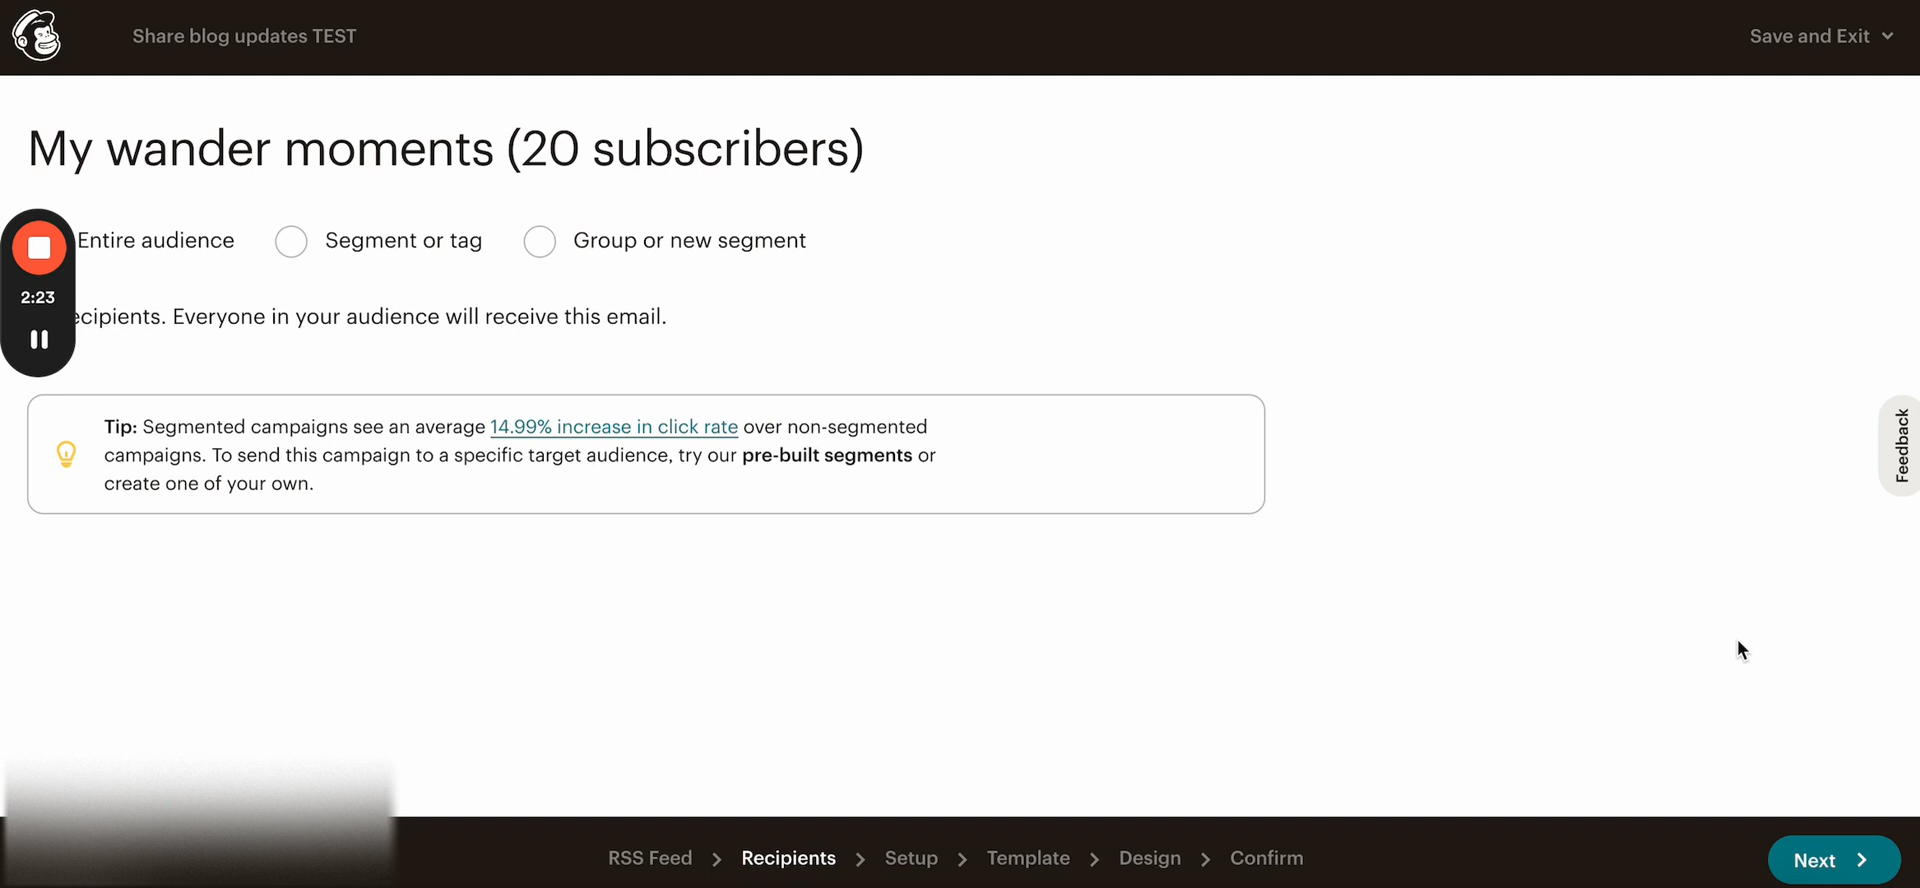 Share blog updates TEST
Save and Exit
My wander moments (20 subscribers)
Entire audience
Segment or tag
Group or new segment
2:23
ecipients. Everyone in your audience will receive this email.
Tip: Segmented campaigns see an average 14.99% increase in click rate over non-segmented
campaigns. To send this campaign to a specific target audience, try our pre-built segments or
create one of your own.
Feedback
RSS Feed > Recipients > Setup > Template > Design > Confirm
Next >